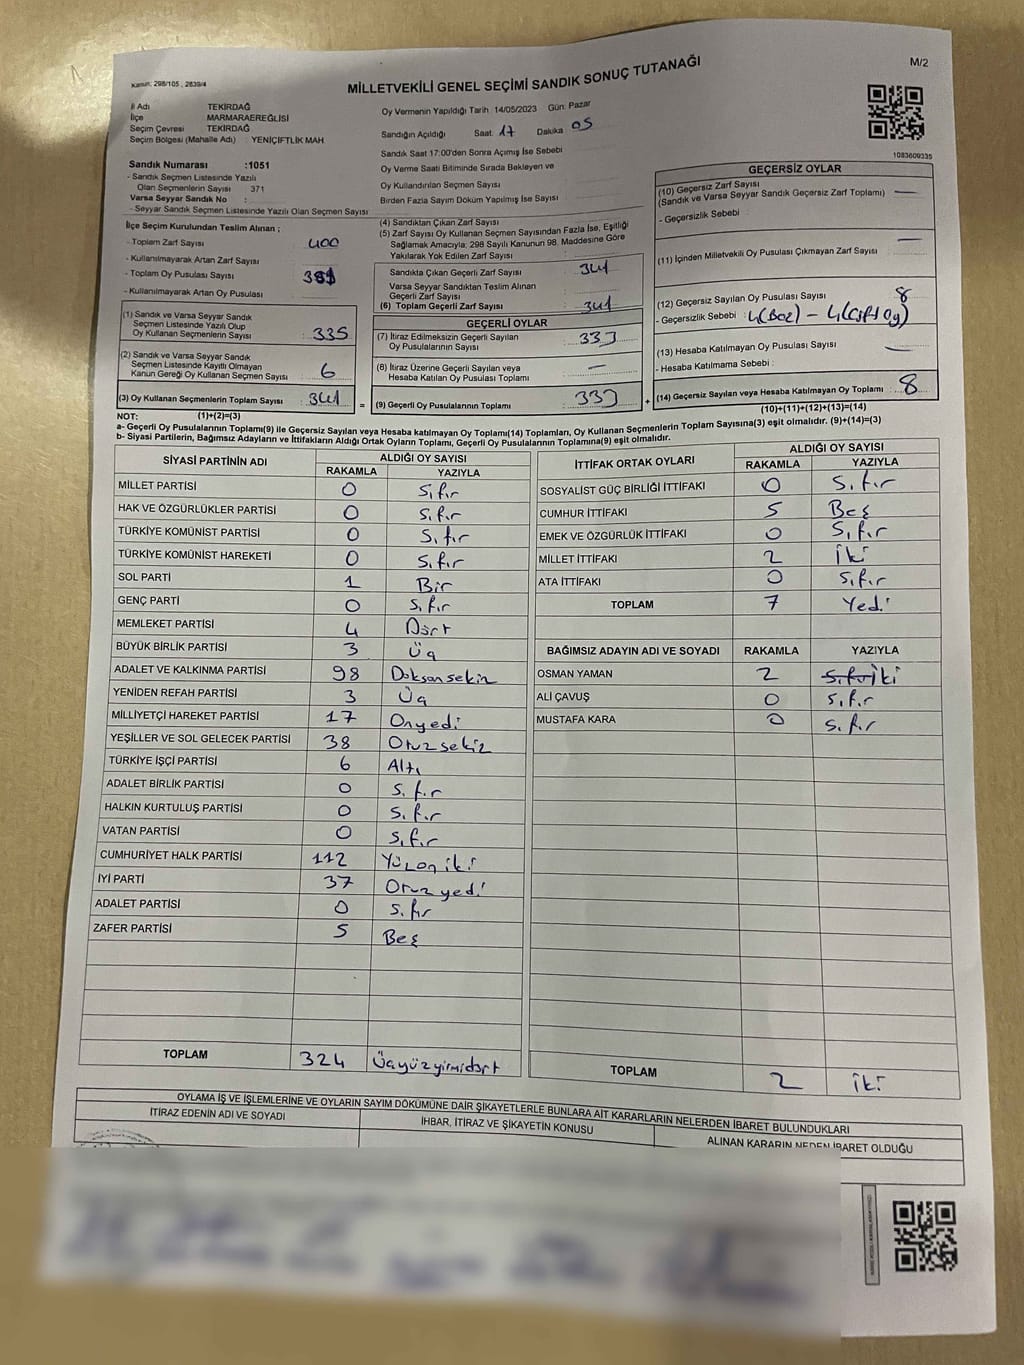 M/2
Kanun: 298/105 , 2839/4
MİLLETVEKİLİ GENEL SEÇİMİ SANDIK SONUÇ TUTANAĞI
İl Adı TEKİRDAĞ
İlçe MARMARAEREĞLİSİ
Seçim Çevresi TEKİRDAĞ
Seçim Bölgesi (Mahalle Adı) : YENİÇİFTLİK MAH
Sandık Numarası :1051
- Sandık Seçmen Listesinde Yazılı
Olan Seçmenlerin Sayısı 371
Varsa Seyyar Sandık No :
- Seyyar Sandık Seçmen Listesinde Yazılı Olan Seçmen Sayısı
Oy Vermenin Yapıldığı Tarih: 14/05/2023 Gün: Pazar
Sandığın Açıldığı Saat: 17 Dakika 05
Sandık Saat 17:00'den Sonra Açımış İse Sebebi
Oy Verme Saati Bitiminde Sırada Bekleyen ve
Oy Kullandırılan Seçmen Sayısı
Birden Fazla Sayım Döküm Yapılmış İse Sayısı
1083609335
İlçe Seçim Kurulundan Teslim Alınan ;
- Toplam Zarf Sayısı 400
- Kullanılmayarak Artan Zarf Sayısı
- Toplam Oy Pusulası Sayısı
- Kullanılmayarak Artan Oy Pusulası
(1) Sandık ve Varsa Seyyar Sandık
Seçmen Listesinde Yazılı Olup
Oy Kullanan Seçmenlerin Sayısı 335
(2) Sandık ve Varsa Seyyar Sandık
Seçmen Listesinde Kayıtlı Olmayan
Kanun Gereği Oy Kullanan Seçmen Sayısı 6
(3) Oy Kullanan Seçmenlerin Toplam Sayısı 341
(4) Sandıktan Çıkan Zarf Sayısı
(5) Zarf Sayısı Oy Kullanan Seçmen Sayısından Fazla İse, Eşitliği
Sağlamak Amacıyla; 298 Sayılı Kanunun 98. Maddesine Göre
Yakılarak Yok Edilen Zarf Sayısı :
Sandıkta Çıkan Geçerli Zarf Sayısı 341
Varsa Seyyar Sandıktan Teslim Alınan
Geçerli Zarf Sayısı
(6) Toplam Geçerli Zarf Sayısı : 341
GEÇERLİ OYLAR
(7) İtiraz Edilmeksizin Geçerli Sayılan
Oy Pusulalarının Sayısı 333
(8) İtiraz Üzerine Geçerli Sayılan veya
Hesaba Katılan Oy Pusulası Toplamı —
= (9) Geçerli Oy Pusulalarının Toplamı 333 +
GEÇERSİZ OYLAR
(10) Geçersiz Zarf Sayısı
(Sandık ve Varsa Seyyar Sandık Geçersiz Zarf Toplamı) —
- Geçersizlik Sebebi :
(11) İçinden Milletvekili Oy Pusulası Çıkmayan Zarf Sayısı —
(12) Geçersiz Sayılan Oy Pusulası Sayısı 8
- Geçersizlik Sebebi :
(13) Hesaba Katılmayan Oy Pusulası Sayısı —
- Hesaba Katılmama Sebebi :
(14) Geçersiz Sayılan veya Hesaba Katılmayan Oy Toplamı 8
NOT: (1)+(2)=(3) (10)+(11)+(12)+(13)=(14)
a- Geçerli Oy Pusulasının Toplamı(9) ile Geçersiz Sayılan veya Hesaba katılmayan Oy Toplamı(14) Toplamları, Oy Kullanan Seçmenlerin Toplam Sayısına(3) eşit olmalıdır. (9)+(14)=(3)
b- Siyasi Partilerin, Bağımsız Adayların ve İttifakların Aldığı Ortak Oyların Toplamı, Geçerli Oy Pusulalarının Toplamına(9) eşit olmalıdır.
SİYASİ PARTİNİN ADI ALDIĞI OY SAYISI
RAKAMLA YAZIYLA
MİLLET PARTİSİ 0 Sıfır
HAK VE ÖZGÜRLÜKLER PARTİSİ 0 Sıfır
TÜRKİYE KOMÜNİST PARTİSİ 0 Sıfır
TÜRKİYE KOMÜNİST HAREKETİ 0 Sıfır
SOL PARTİ 1 Bir
GENÇ PARTİ 0 Sıfır
MEMLEKET PARTİSİ 4 Dört
BÜYÜK BİRLİK PARTİSİ 3 Üç
ADALET VE KALKINMA PARTİSİ 98 Doksansekiz
YENİDEN REFAH PARTİSİ 3 Üç
MİLLİYETÇİ HAREKET PARTİSİ 17 Onyedi
YEŞİLLER VE SOL GELECEK PARTİSİ 38 Otuzsekiz
TÜRKİYE İŞÇİ PARTİSİ 6 Altı
ADALET BİRLİK PARTİSİ 0 Sıfır
HALKIN KURTULUŞ PARTİSİ 0 Sıfır
VATAN PARTİSİ 0 Sıfır
CUMHURİYET HALK PARTİSİ 112 Yüzoniki
İYİ PARTİ 37 Otuzyedi
ADALET PARTİSİ 0 Sıfır
ZAFER PARTİSİ 5 Beş
TOPLAM 324 Üçyüzyirmidört
İTTİFAK ORTAK OYLARI ALDIĞI OY SAYISI
RAKAMLA YAZIYLA
SOSYALİST GÜÇ BİRLİĞİ İTTİFAKI 0 Sıfır
CUMHUR İTTİFAKI 5 Beş
EMEK VE ÖZGÜRLÜK İTTİFAKI 0 Sıfır
MİLLET İTTİFAKI 2 İki
ATA İTTİFAKI 0 Sıfır
TOPLAM 7 Yedi
BAĞIMSIZ ADAYIN ADI VE SOYADI RAKAMLA YAZIYLA
OSMAN YAMAN 2 Sıfır iki
ALİ ÇAVUŞ 0 Sıfır
MUSTAFA KARA 0 Sıfır
TOPLAM 2 İki
OYLAMA İŞ VE İŞLEMLERİNE VE OYLARIN SAYIM DÖKÜMÜNE DAİR ŞİKAYETLERLE BUNLARA AİT KARARLARIN NELERDEN İBARET BULUNDUKLARI
İTİRAZ EDENİN ADI VE SOYADI İHBAR, İTİRAZ VE ŞİKAYETİN KONUSU ALINAN KARARIN NEDEN İBARET OLDUĞU